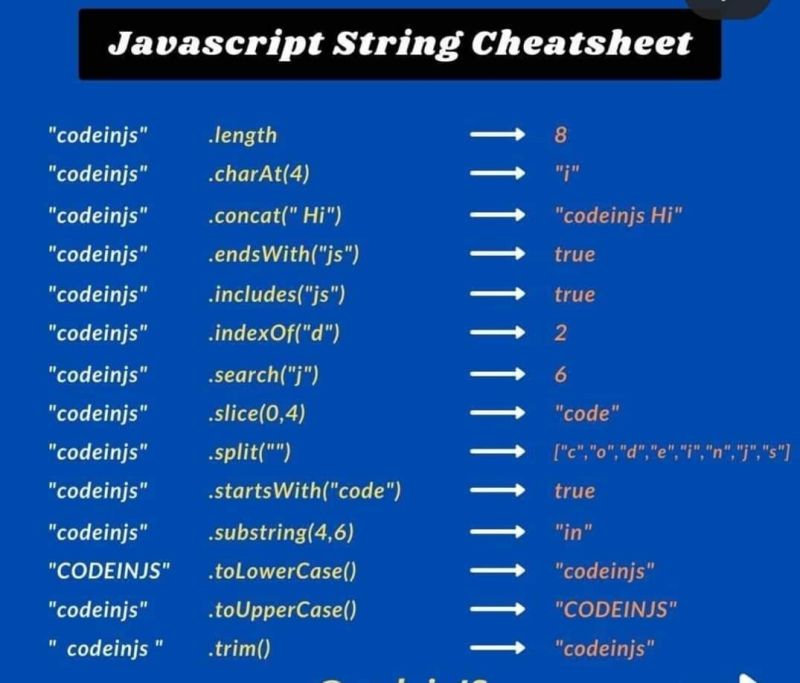 Javascript String Cheatsheet
"codeinjs" .length → 8
"codeinjs" .charAt(4) → "i"
"codeinjs" .concat(" Hi") → "codeinjs Hi"
"codeinjs" .endsWith("js") → true
"codeinjs" .includes("js") → true
"codeinjs" .indexOf("d") → 2
"codeinjs" .search("j") → 6
"codeinjs" .slice(0,4) → "code"
"codeinjs" .split("") → ["c","o","d","e","i","n","j","s"]
"codeinjs" .startsWith("code") → true
"codeinjs" .substring(4,6) → "in"
"CODEINJS" .toLowerCase() → "codeinjs"
"codeinjs" .toUpperCase() → "CODEINJS"
" codeinjs " .trim() → "codeinjs"